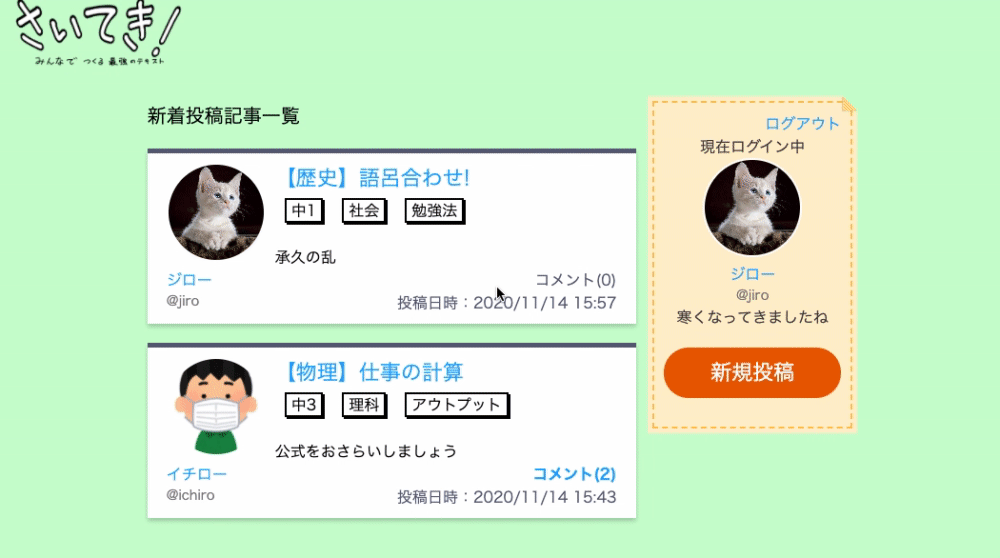 さいてき!
みんなで つくる 最強のテキスト
新着投稿記事一覧
【歴史】語呂合わせ!
中1 社会 勉強法
承久の乱
ジロー
@jiro
コメント(0)
投稿日時：2020/11/14 15:57
【物理】仕事の計算
中3 理科 アウトプット
公式をおさらいしましょう
イチロー
@ichiro
コメント(2)
投稿日時：2020/11/14 15:43
ログアウト
現在ログイン中
ジロー
@jiro
寒くなってきましたね
新規投稿